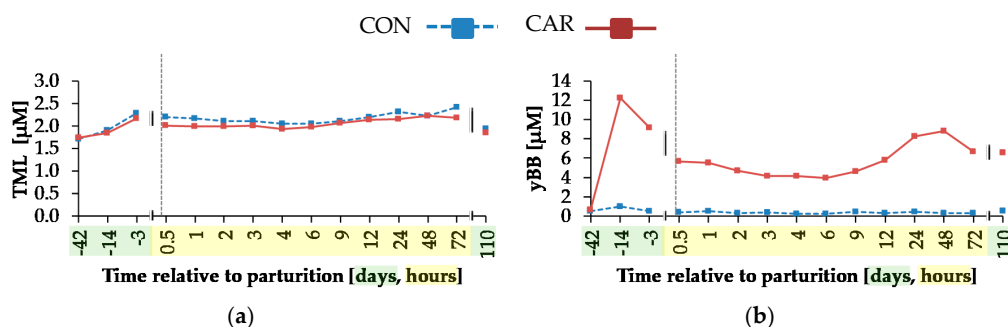 CON CAR
TML [µM]
3.0
2.5
2.0
1.5
1.0
0.5
0.0
-42 -14 -3 0.5 1 2 3 4 6 9 12 24 48 72 110
Time relative to parturition [days, hours]
(a)
yBB [µM]
14
12
10
8
6
4
2
0
-42 -14 -3 0.5 1 2 3 4 6 9 12 24 48 72 110
Time relative to parturition [days, hours]
(b)